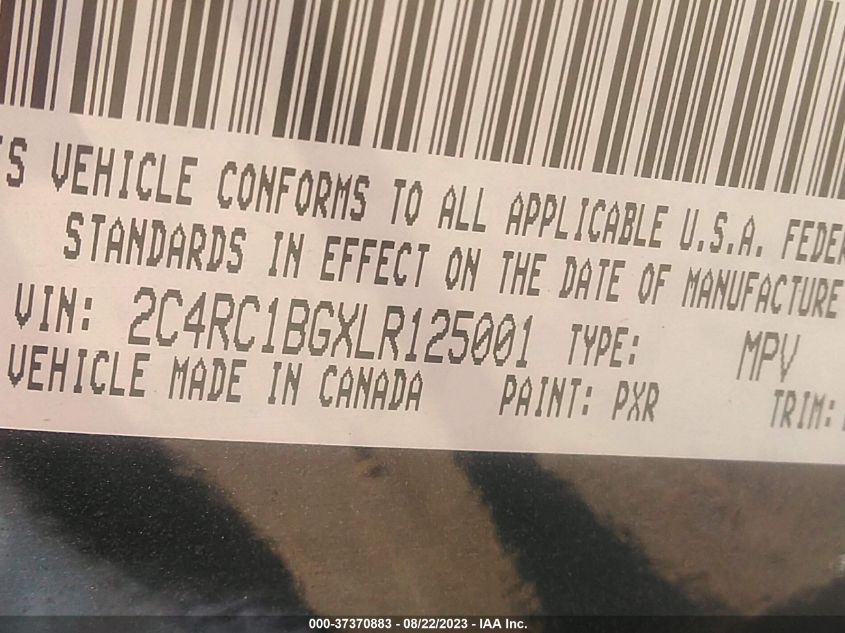 VEHICLE CONFORMS TO ALL APPLICABLE U.S.A.
STANDARDS IN EFFECT ON THE DATE OF MANUFACTURE
VIN: 2C4RC1BGXLR125001 TYPE: MPV
VEHICLE MADE IN CANADA PAINT: PXR TRIM:
000-37370883 - 08/22/2023 - IAA Inc.